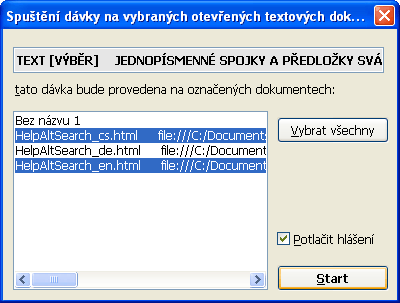 Spuštění dávky na vybraných otevřených textových dok...
TEXT [VÝBĚR] JEDNOPÍSMENNÉ SPOJKY A PŘEDLOŽKY SVÁ
tato dávka bude provedena na označených dokumentech:
Bez názvu 1
HelpAltSearch_cs.html file:///C:/Documents
HelpAltSearch_de.html file:///C:/Document
HelpAltSearch_en.html file:///C:/Document
Vybrat všechny
Potlačit hlášení
Start